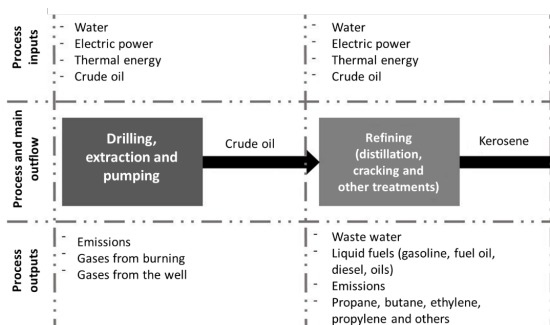 Process
inputs
- Water
- Electric power
- Thermal energy
- Crude oil
- Water
- Electric power
- Thermal energy
- Crude oil
Process and main
outflow
Drilling,
extraction and
pumping
Crude oil
Refining
(distillation,
cracking and
other treatments)
Kerosene
Process
outputs
- Emissions
- Gases from burning
- Gases from the well
- Waste water
- Liquid fuels (gasoline, fuel oil,
diesel, oils)
- Emissions
- Propane, butane, ethylene,
propylene and others